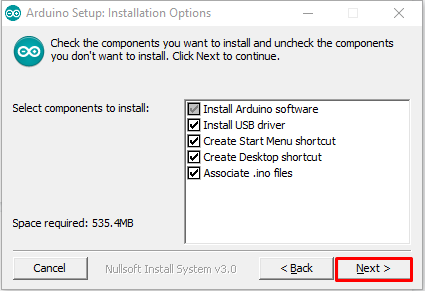 Arduino Setup: Installation Options
Check the components you want to install and uncheck the components
you don't want to install. Click Next to continue.
Select components to install:
Install Arduino software
Install USB driver
Create Start Menu shortcut
Create Desktop shortcut
Associate .ino files
Space required: 535.4MB
Cancel
Nullsoft Install System v3.0
< Back
Next >